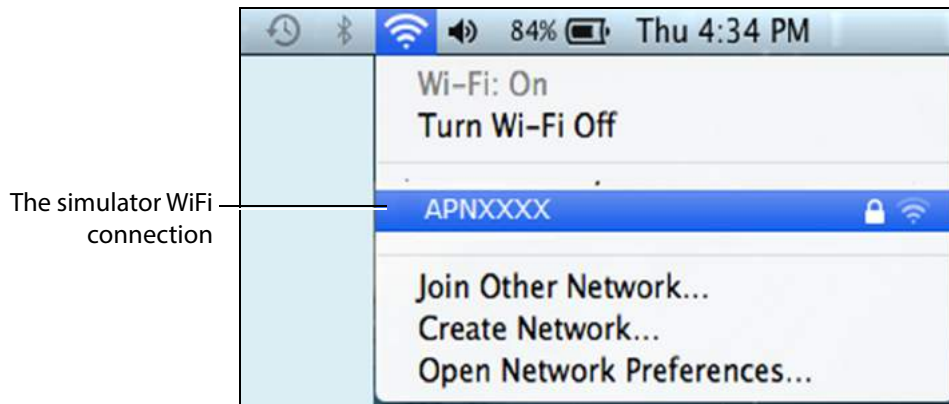 84% Thu 4:34 PM
Wi-Fi: On
Turn Wi-Fi Off
The simulator WiFi
connection
APNXXXX
Join Other Network...
Create Network...
Open Network Preferences...